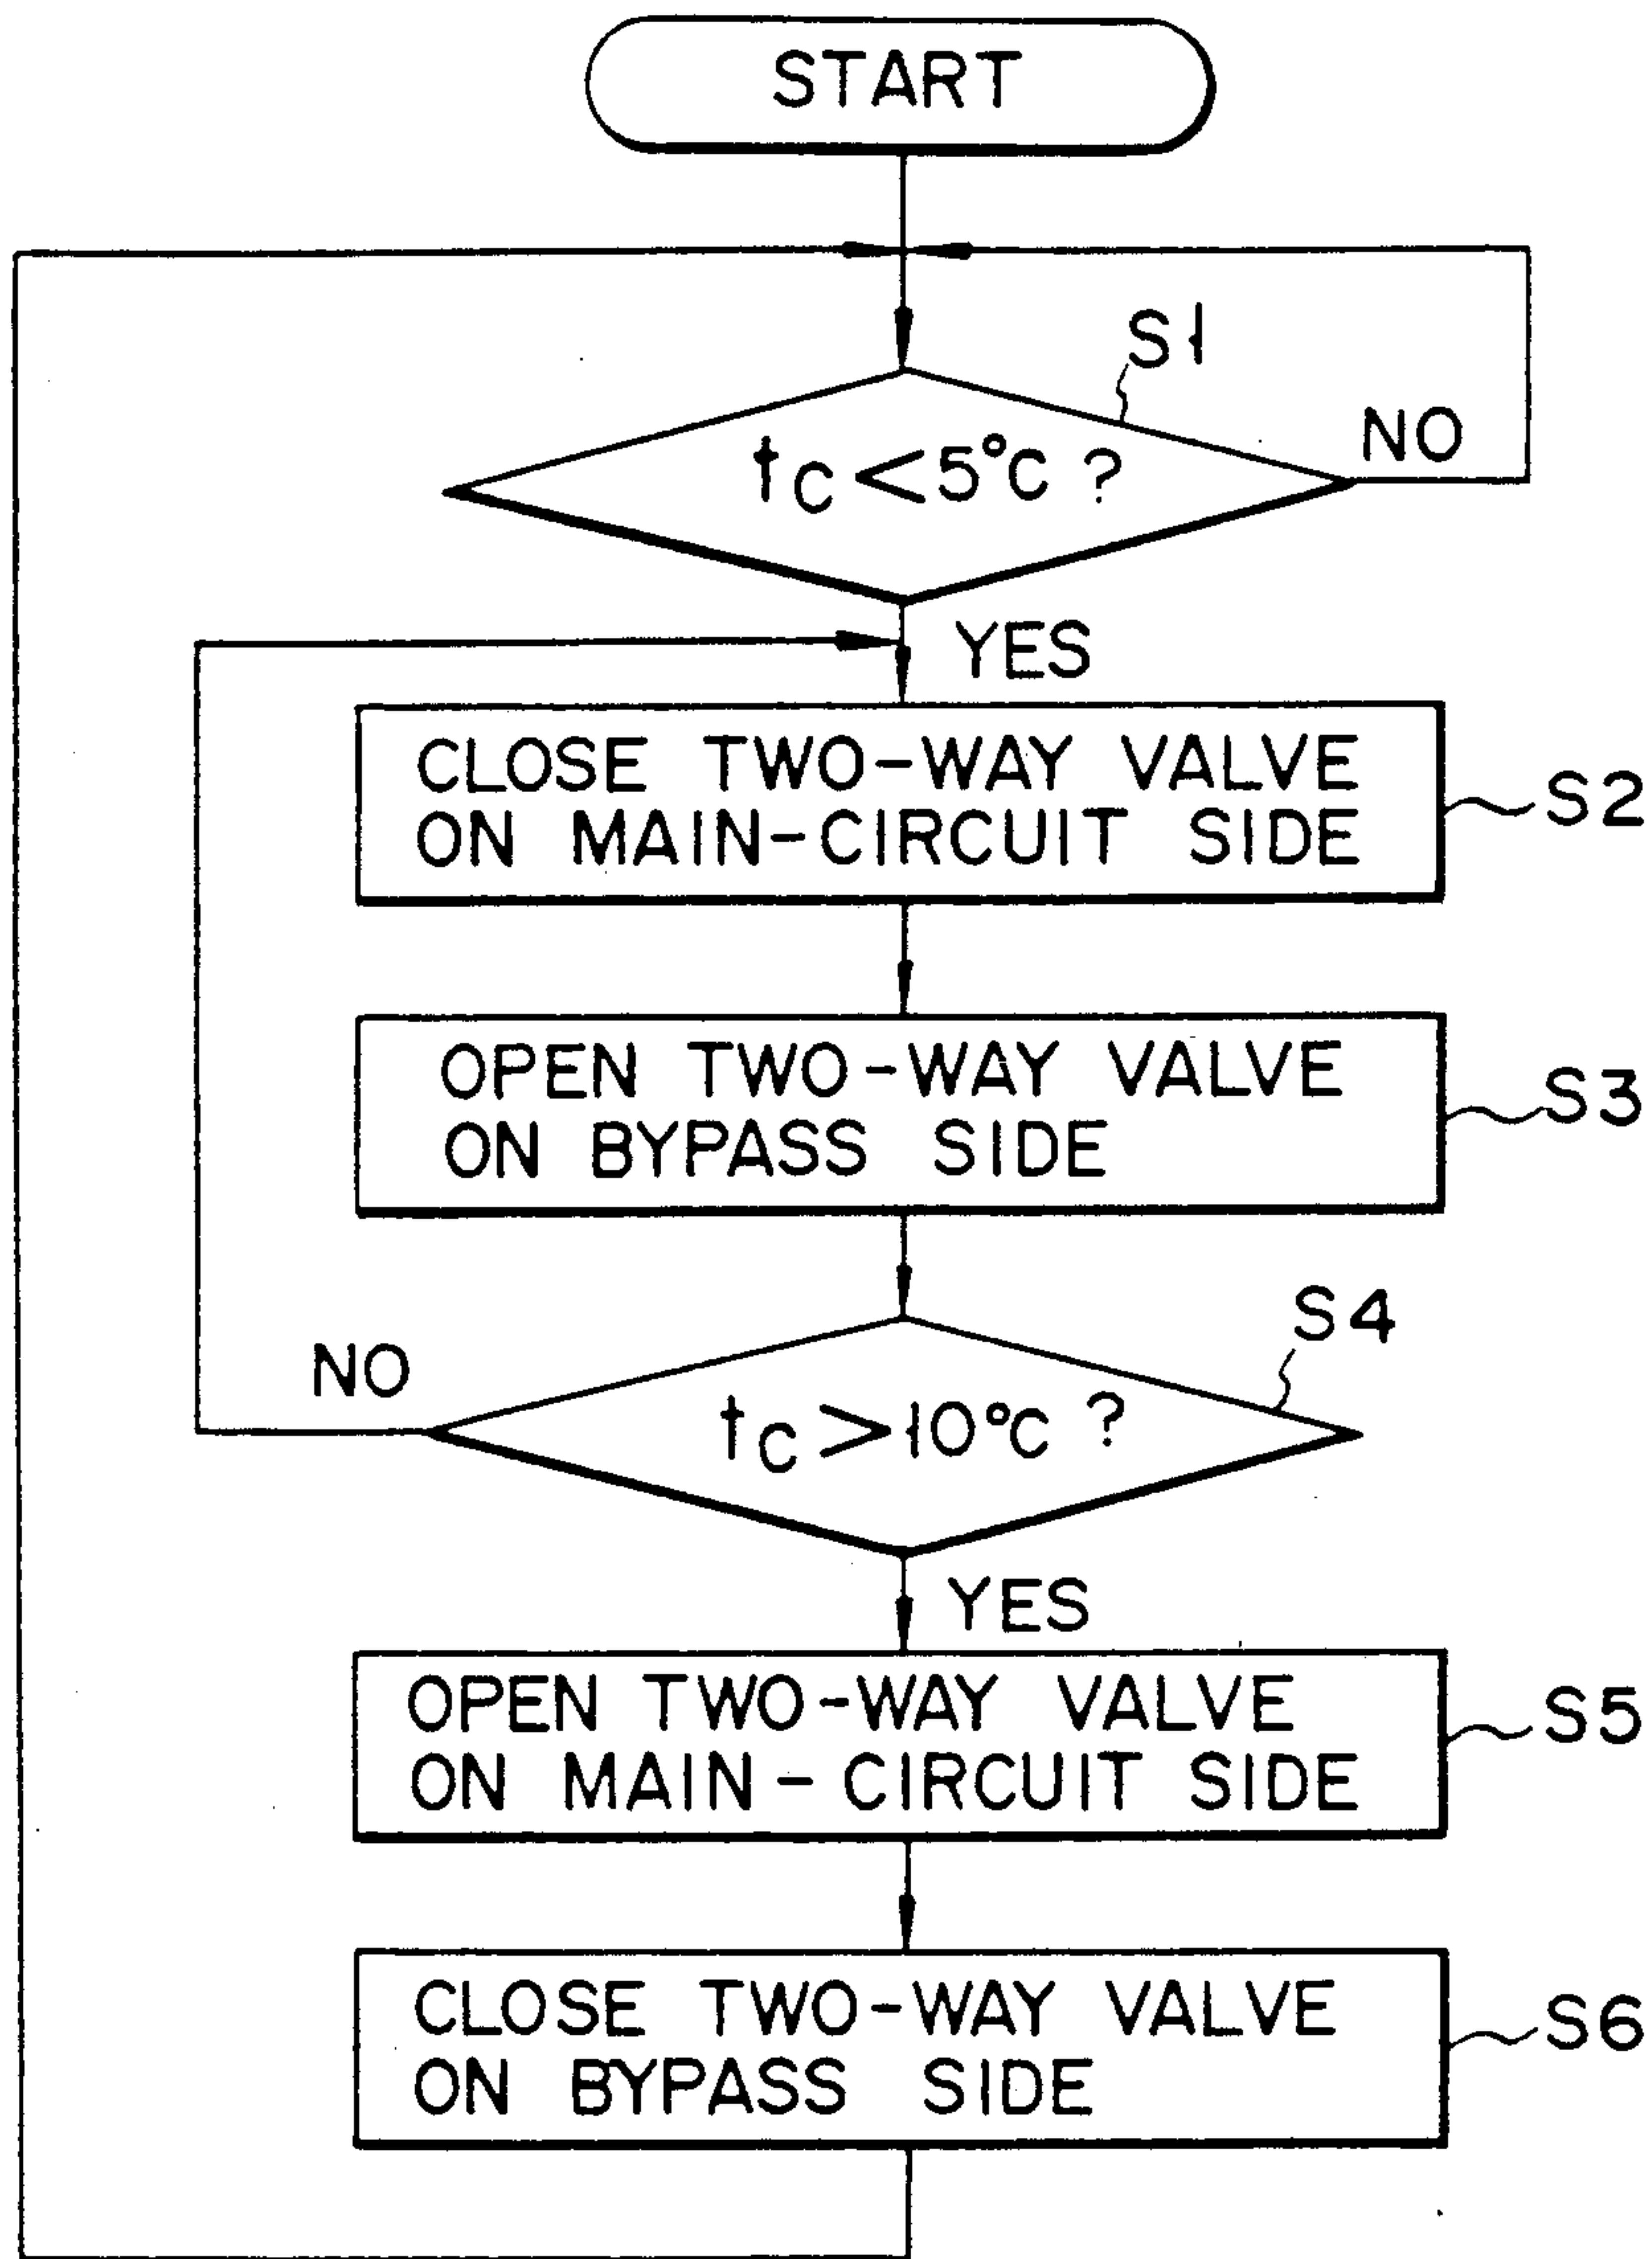 START
S1
tc<5°C ?
NO
YES
CLOSE TWO-WAY VALVE
ON MAIN-CIRCUIT SIDE
S2
OPEN TWO-WAY VALVE
ON BYPASS SIDE
S3
S4
NO
tc>10°C ?
YES
OPEN TWO-WAY VALVE
ON MAIN-CIRCUIT SIDE
S5
CLOSE TWO-WAY VALVE
ON BYPASS SIDE
S6